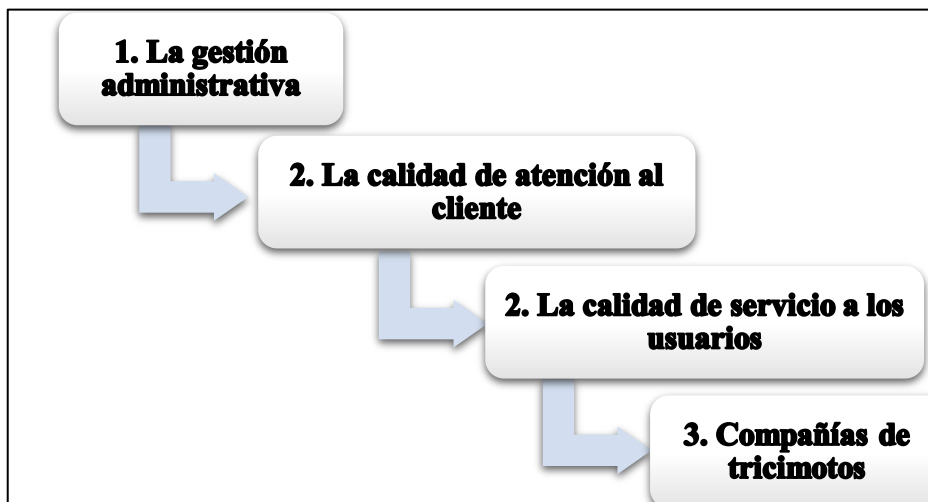 1. La gestión
administrativa
2. La calidad de atención al
cliente
2. La calidad de servicio a los
usuarios
3. Compañías de
tricimotos